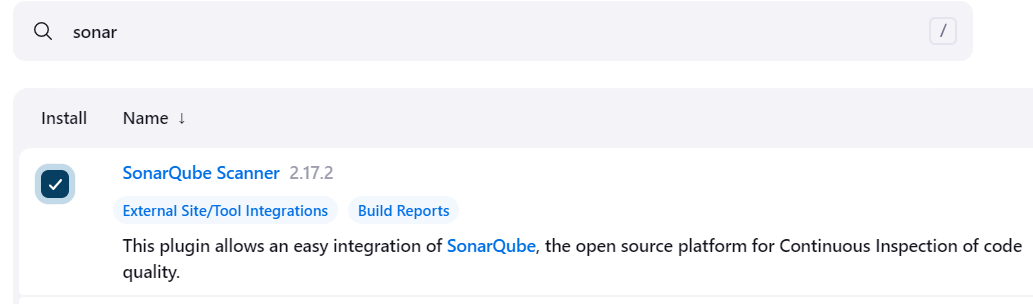 sonar /
Install Name ↓
SonarQube Scanner 2.17.2
External Site/Tool Integrations Build Reports
This plugin allows an easy integration of SonarQube, the open source platform for Continuous Inspection of code
quality.